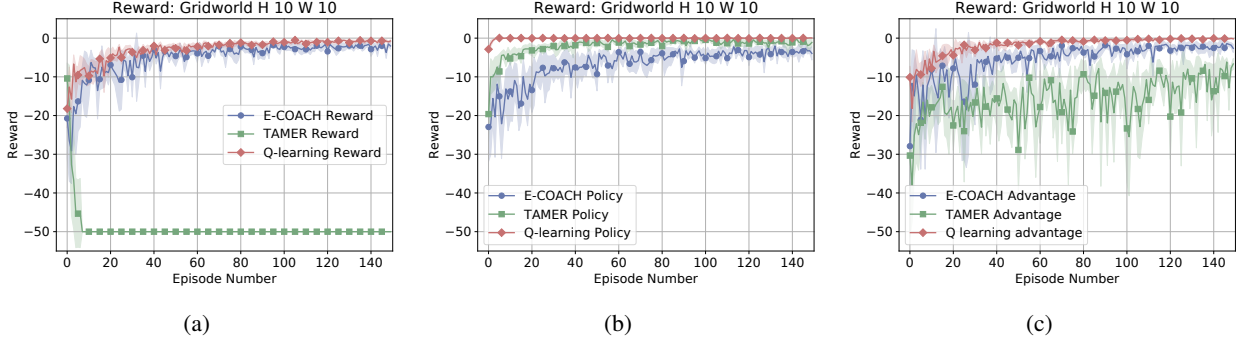 Reward: Gridworld H 10 W 10
0
−10
−20
−30
−40
−50
Reward
E-COACH Reward
TAMER Reward
Q-learning Reward
0 20 40 60 80 100 120 140
Episode Number
(a)
Reward: Gridworld H 10 W 10
0
−10
−20
−30
−40
−50
Reward
E-COACH Policy
TAMER Policy
Q-learning Policy
0 20 40 60 80 100 120 140
Episode Number
(b)
Reward: Gridworld H 10 W 10
0
−10
−20
−30
−40
−50
Reward
E-COACH Advantage
TAMER Advantage
Q learning advantage
0 20 40 60 80 100 120 140
Episode Number
(c)